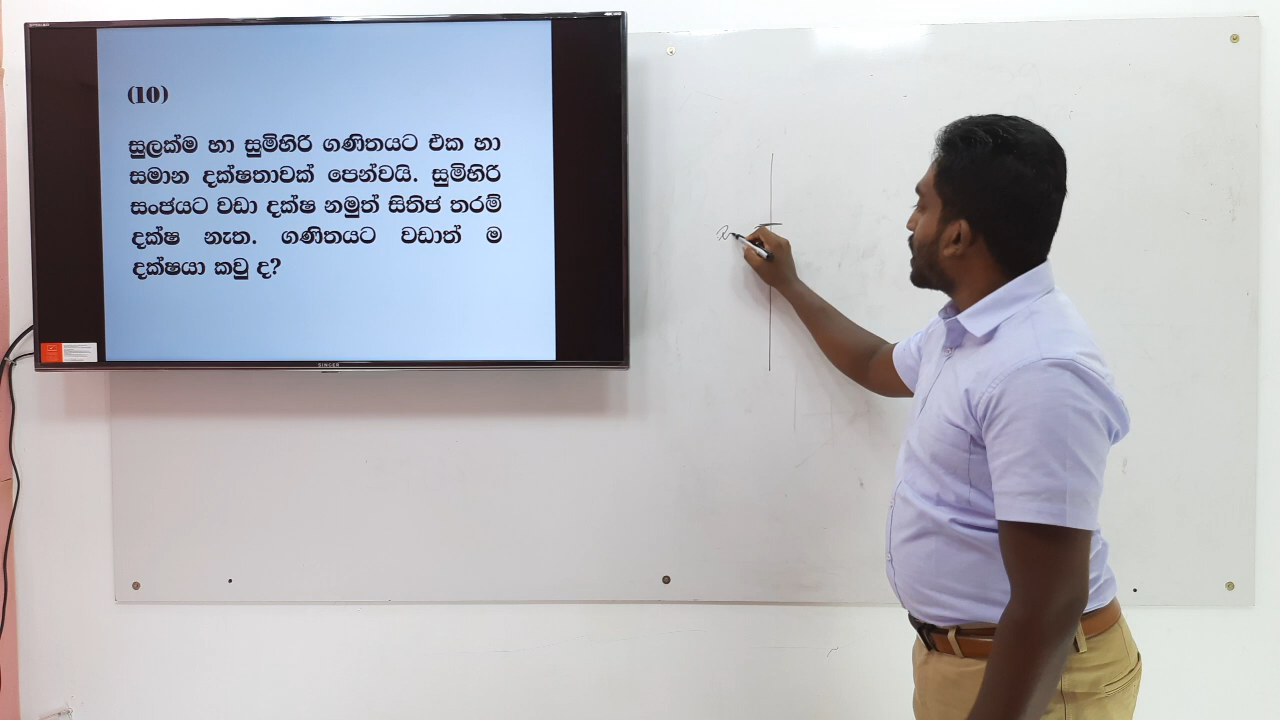 (10)
සුලක්ම හා සුමිහිරි ගණිතයට එක හා
සමාන දක්ෂතාවක් පෙන්වයි. සුමිහිරි
සංජයට වඩා දක්ෂ නමුත් සිතිජ තරම්
දක්ෂ නැත. ගණිතයට වඩාත් ම
දක්ෂයා කවු ද?
SINGER